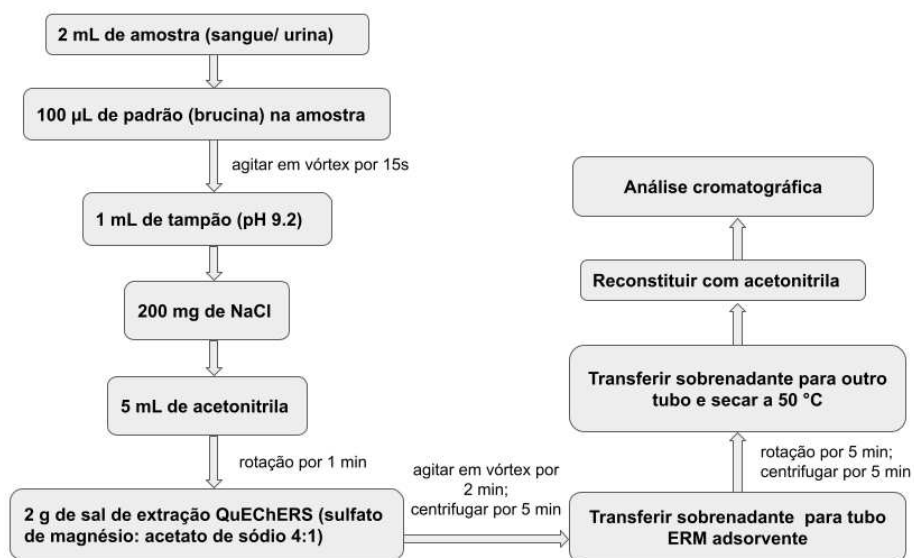 2 mL de amostra (sangue/ urina)
100 µL de padrão (brucina) na amostra
agitar em vórtex por 15s
1 mL de tampão (pH 9.2)
200 mg de NaCl
5 mL de acetonitrila
rotação por 1 min
2 g de sal de extração QuEChERS (sulfato
de magnésio: acetato de sódio 4:1)
agitar em vórtex por
2 min;
centrifugar por 5 min
Transferir sobrenadante para tubo
ERM adsorvente
rotação por 5 min;
centrifugar por 5 min
Transferir sobrenadante para outro
tubo e secar a 50 °C
Reconstituir com acetonitrila
Análise cromatográfica